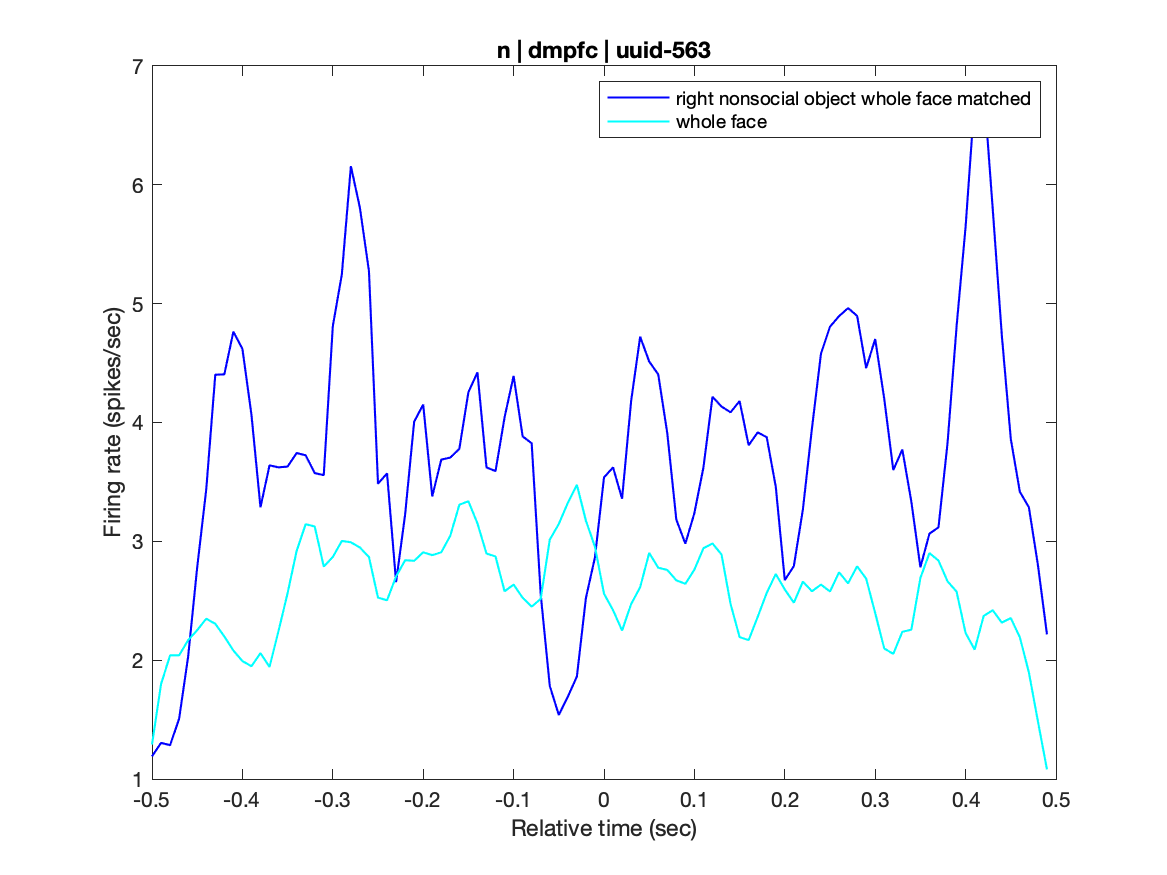 n | dmpfc | uuid-563
right nonsocial object whole face matched
whole face
Firing rate (spikes/sec)
7
6
5
4
3
2
1
-0.5 -0.4 -0.3 -0.2 -0.1 0 0.1 0.2 0.3 0.4 0.5
Relative time (sec)